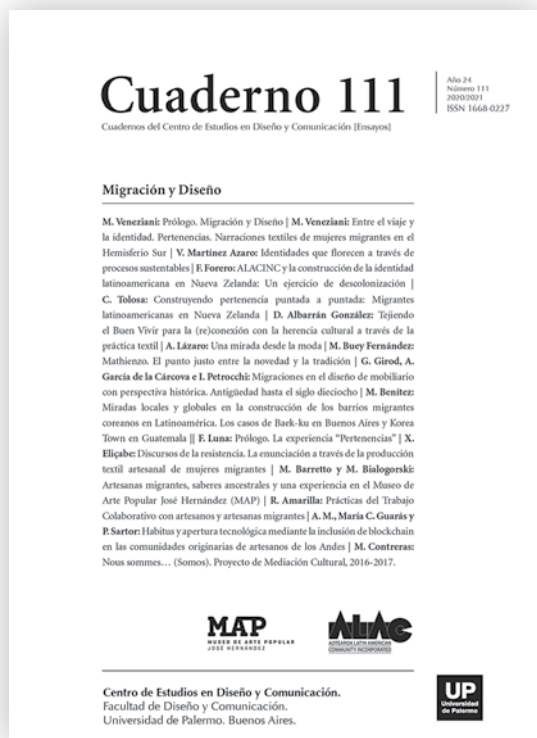 Cuaderno 111
Cuadernos del Centro de Estudios en Diseño y Comunicación [Ensayos]
Año 24
Número 111
2020/2021
ISSN 1668-0227
Migración y Diseño
M. Veneziani: Prólogo. Migración y Diseño | M. Veneziani: Entre el viaje y
la identidad. Pertenencias. Narraciones textiles de mujeres migrantes en el
Hemisferio Sur | V. Martínez Azaro: Identidades que florecen a través de
procesos sustentables | F. Forero: ALACINC y la construcción de la identidad
latinoamericana en Nueva Zelanda: Un ejercicio de descolonización |
C. Tolosa: Construyendo pertenencia puntada a puntada: Migrantes
latinoamericanas en Nueva Zelanda | D. Albarrán González: Tejiendo
el Buen Vivir para la (re)conexión con la herencia cultural a través de la
práctica textil | A. Lázaro: Una mirada desde la moda | M. Buey Fernández:
Mathienzo. El punto justo entre la novedad y la tradición | G. Girod, A.
García de la Cárcova e I. Petrocchi: Migraciones en el diseño de mobiliario
con perspectiva histórica. Antigüedad hasta el siglo dieciocho | M. Benítez:
Miradas locales y globales en la construcción de los barrios migrantes
coreanos en Latinoamérica. Los casos de Baek-ku en Buenos Aires y Korea
Town en Guatemala || F. Luna: Prólogo. La experiencia "Pertenencias" | X.
Eliçabe: Discursos de la resistencia. La enunciación a través de la producción
textil artesanal de mujeres migrantes | M. Barretto y M. Bialogorski:
Artesanas migrantes, saberes ancestrales y una experiencia en el Museo de
Arte Popular José Hernández (MAP) | R. Amarilla: Prácticas del Trabajo
Colaborativo con artesanos y artesanas migrantes | A. M., María C. Guarás y
P. Sartor: Habitus y apertura tecnológica mediante la inclusión de blockchain
en las comunidades originarias de artesanos de los Andes | M. Contreras:
Nous sommes… (Somos). Proyecto de Mediación Cultural, 2016-2017.
MAP
MUSEO DE ARTE POPULAR
JOSÉ HERNÁNDEZ
ALAC
AOTEAROA LATIN AMERICAN
COMMUNITY INCORPORATED
Centro de Estudios en Diseño y Comunicación.
Facultad de Diseño y Comunicación.
Universidad de Palermo. Buenos Aires.
UP
Universidad
de Palermo